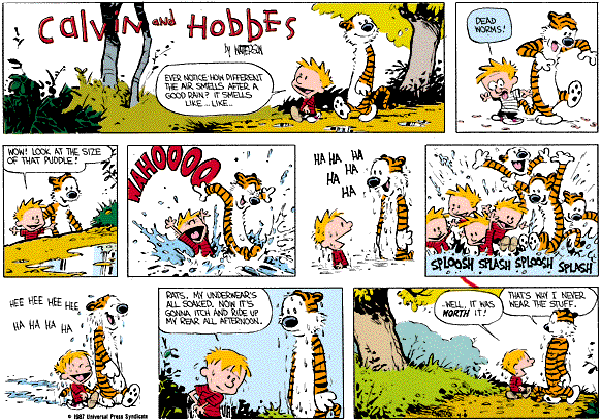 Calvin and Hobbes
by WATTERSON
EVER NOTICE HOW DIFFERENT
THE AIR SMELLS AFTER A
GOOD RAIN? IT SMELLS
LIKE... LIKE...
DEAD
WORMS!
WOW! LOOK AT THE SIZE
OF THAT PUDDLE!
WAHOOOO
HA HA HA
HA HA
HA
SPLOOSH SPLASH SPLOOSH
SPLASH
HEE HEE HEE HEE
HA HA HA HA
© 1987 Universal Press Syndicate
RATS. MY UNDERWEAR'S
ALL SOAKED. NOW IT'S
GONNA ITCH AND RIDE UP
MY REAR ALL AFTERNOON.
WELL, IT WAS
WORTH IT!
THAT'S WHY I NEVER
WEAR THE STUFF.